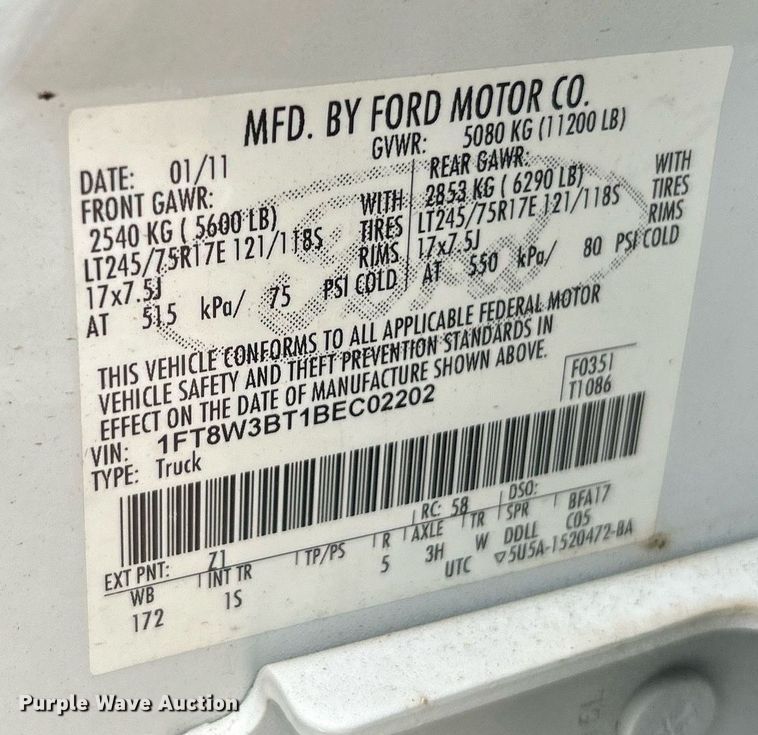 MFD. BY FORD MOTOR CO.
DATE: 01/11 GVWR: 5080 KG (11200 LB)
FRONT GAWR: REAR GAWR:
2540 KG ( 5600 LB) WITH 2853 KG ( 6290 LB) WITH
LT245/75R17E 121/118S TIRES LT245/75R17E 121/118S TIRES
17x7.5J RIMS 17x7.5J RIMS
AT 515 kPa/ 75 PSI COLD AT 550 kPa/ 80 PSI COLD
THIS VEHICLE CONFORMS TO ALL APPLICABLE FEDERAL MOTOR
VEHICLE SAFETY AND THEFT PREVENTION STANDARDS IN
EFFECT ON THE DATE OF MANUFACTURE SHOWN ABOVE.
VIN: 1FT8W3BT1BEC02202 F0351
TYPE: Truck T1086
EXT PNT: Z1 RC: 58 DSO:
WB INT TR TP/PS R AXLE TR SPR BFA17
172 1S 5 3H W DDLL C05
UTC ▽5U5A-1520472-BA
Ford
Purple Wave Auction